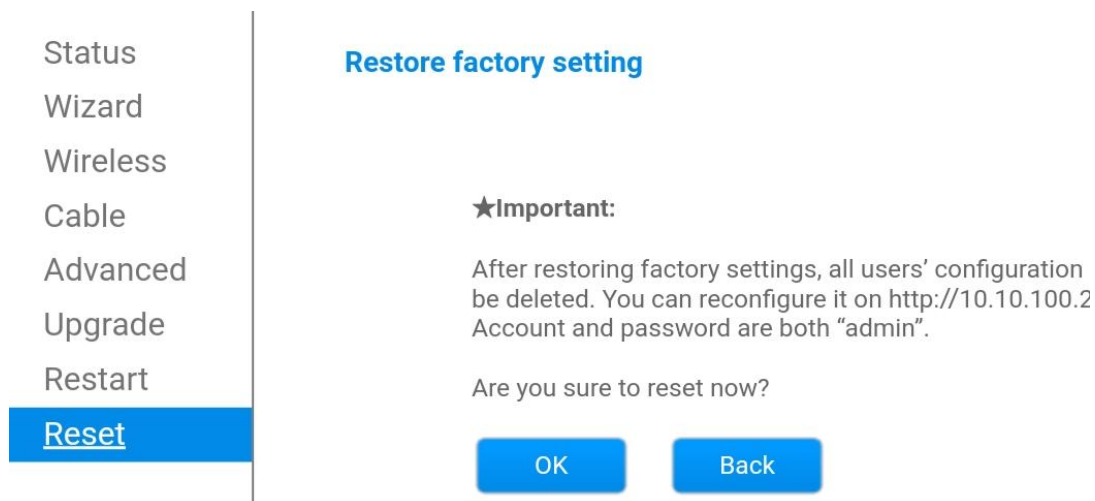 Status
Wizard
Wireless
Cable
Advanced
Upgrade
Restart
Reset
Restore factory setting
★Important:
After restoring factory settings, all users’ configuration
be deleted. You can reconfigure it on http://10.10.100.2
Account and password are both “admin”.
Are you sure to reset now?
OK
Back